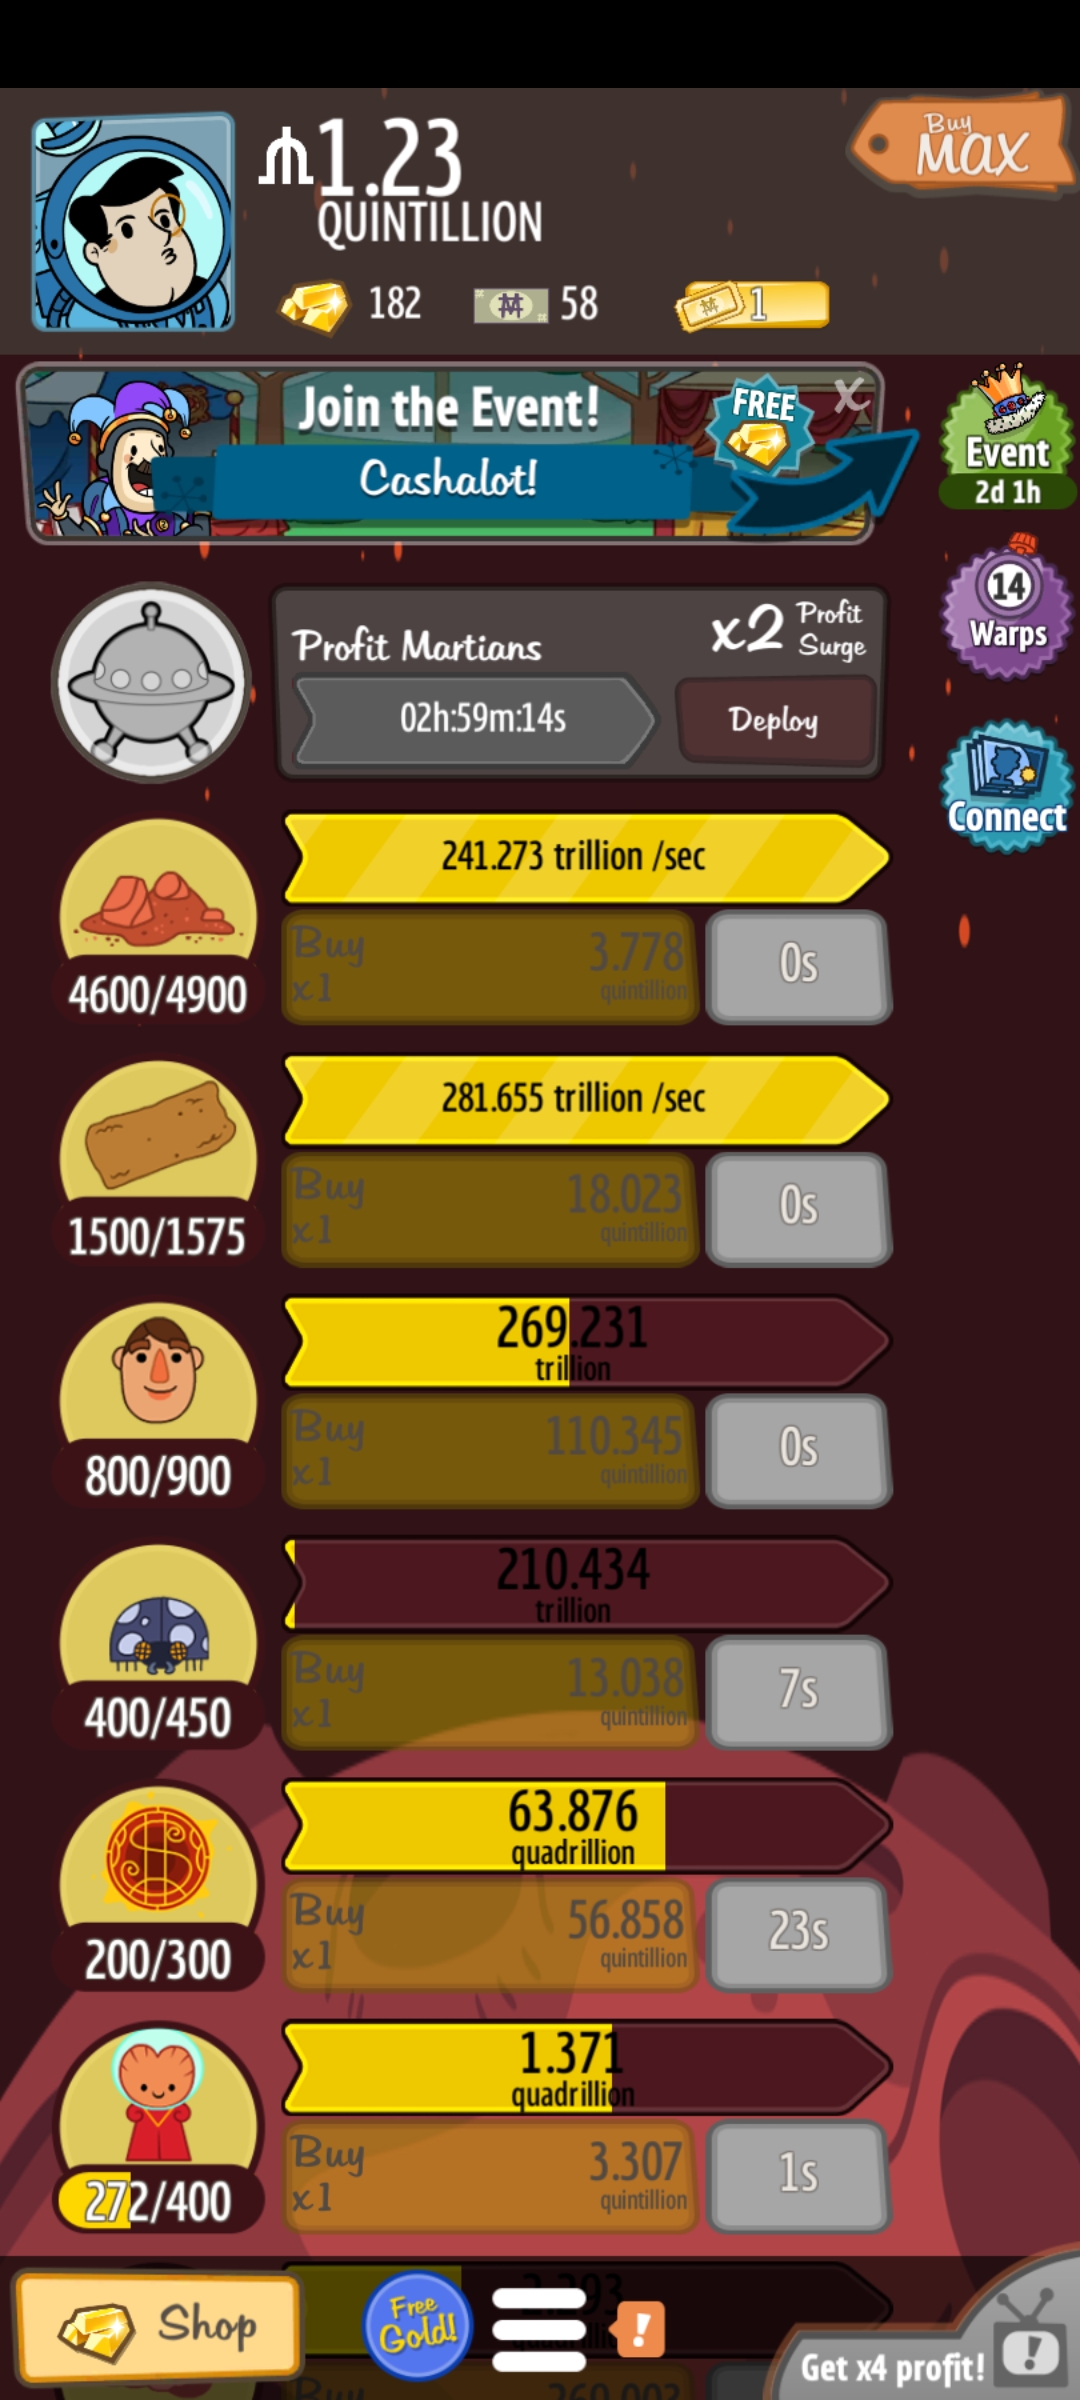 1.23
QUINTILLION
Buy
MAX
182
58
1
Join the Event!
Cashalot!
FREE
X
Event
2d 1h
14
Warps
Connect
Profit Martians
x2 Profit Surge
02h:59m:14s
Deploy
241.273 trillion /sec
Buy x1
3.778
quintillion
0s
4600/4900
281.655 trillion /sec
Buy x1
18.023
quintillion
0s
1500/1575
269.231
trillion
Buy x1
110.345
quintillion
0s
800/900
210.434
trillion
Buy x1
13.038
quintillion
7s
400/450
63.876
quadrillion
Buy x1
56.858
quintillion
23s
200/300
1.371
quadrillion
Buy x1
3.307
quintillion
1s
272/400
Shop
Free
Gold!
!
Get x4 profit!
!
Buy